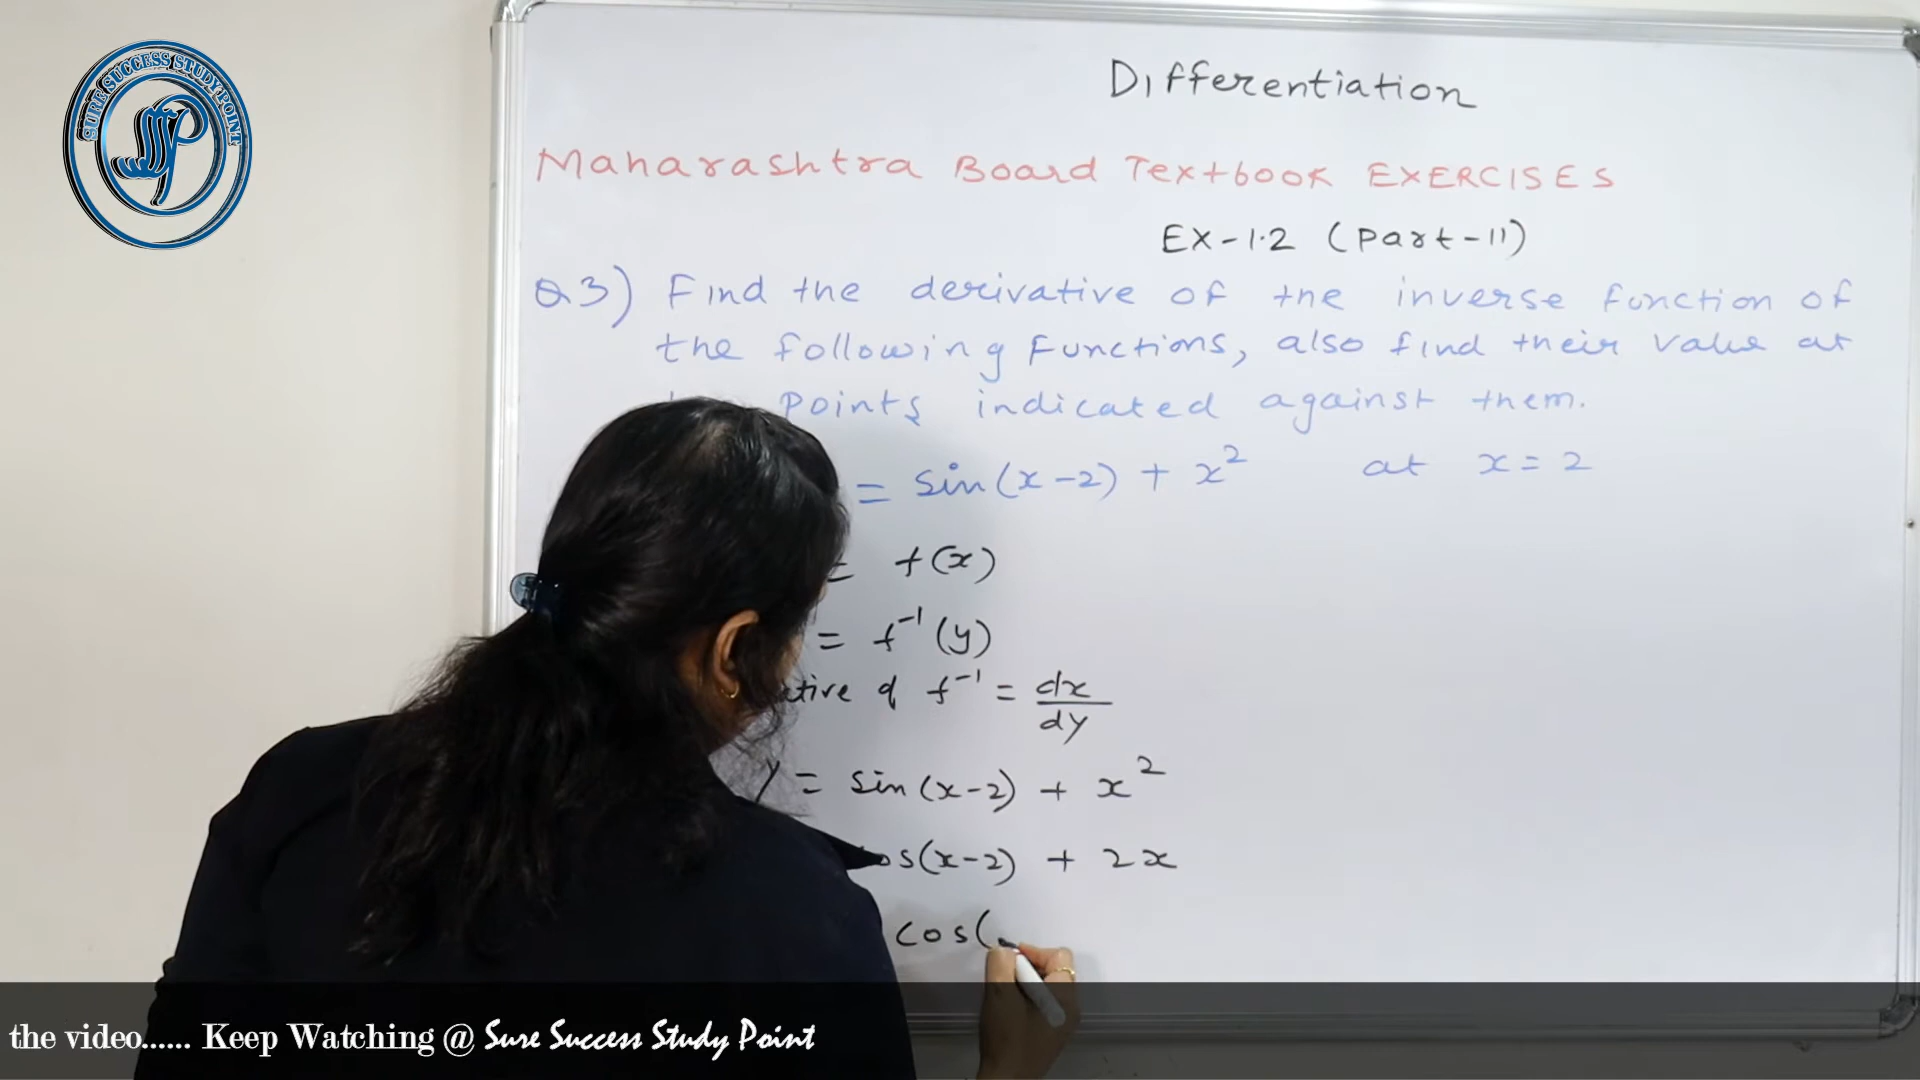 SURE SUCCESS STUDY POINT
Differentiation
Maharashtra Board Textbook EXERCISES
EX-1.2 (Part-11)
Q3) Find the derivative of the inverse function of
the following Functions, also find their value at
points indicated against them.
= sin(x-2) + x² at x = 2
= f(x)
= f⁻¹(y)
f⁻¹ = dx/dy
y = sin(x-2) + x²
cos(x-2) + 2x
cos(
the video...... Keep Watching @ Sure Success Study Point